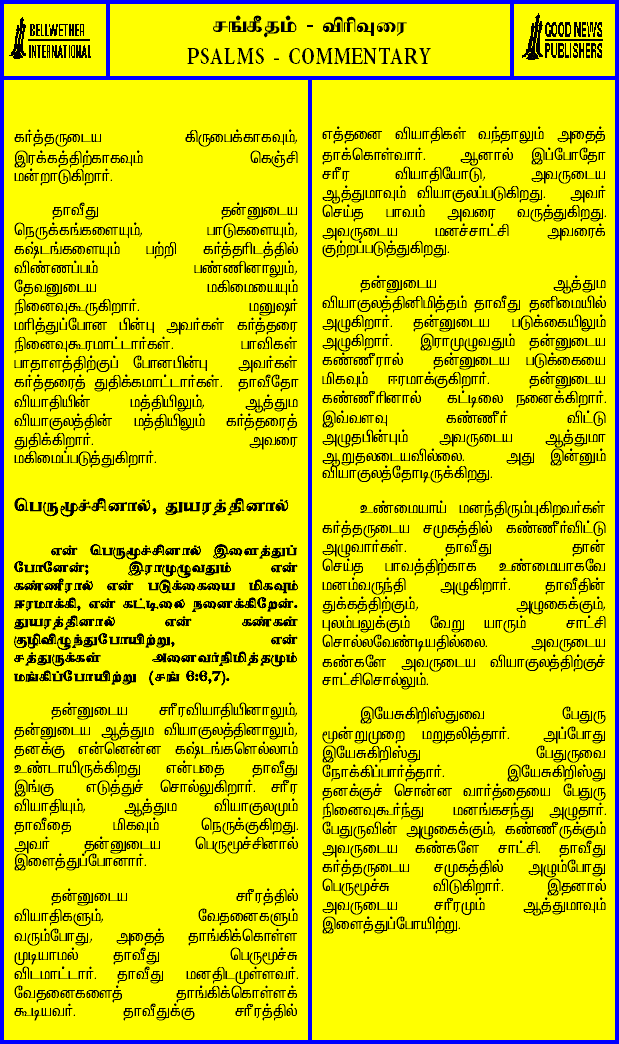 BELLWETHER
INTERNATIONAL
சங்கீதம் - விரிவுரை
PSALMS - COMMENTARY
GOOD NEWS
PUBLISHERS
கர்த்தருடைய கிருபைக்காகவும்,
இரக்கத்திற்காகவும் கெஞ்சி
மன்றாடுகிறார்.
தாவீது தன்னுடைய
நெருக்கங்களையும், பாடுகளையும்,
கஷ்டங்களையும் பற்றி கர்த்தரிடத்தில்
விண்ணப்பம் பண்ணினாலும்,
தேவனுடைய மகிமையையும்
நினைவுகூருகிறார். மனுஷர்
மரித்துப்போன பின்பு அவர்கள் கர்த்தரை
நினைவுகூரமாட்டார்கள். பாவிகள்
பாதாளத்திற்குப் போனபின்பு அவர்கள்
கர்த்தரைத் துதிக்கமாட்டார்கள். தாவீதோ
வியாதியின் மத்தியிலும், ஆத்தும
வியாகுலத்தின் மத்தியிலும் கர்த்தரைத்
துதிக்கிறார். அவரை
மகிமைப்படுத்துகிறார்.
பெருமூச்சினால், துயரத்தினால்
என் பெருமூச்சினால் இளைத்துப்
போனேன்; இராமுழுவதும் என்
கண்ணீரால் என் படுக்கையை மிகவும்
ஈரமாக்கி, என் கட்டிலை நனைக்கிறேன்.
துயரத்தினால் என் கண்கள்
குழிவிழுந்துபோயிற்று, என்
சத்துருக்கள் அனைவர்நிமித்தமும்
மங்கிப்போயிற்று (சங் 6:6,7).
தன்னுடைய சரீரவியாதியினாலும்,
தன்னுடைய ஆத்தும வியாகுலத்தினாலும்,
தனக்கு என்னென்ன கஷ்டங்களெல்லாம்
உண்டாயிருக்கிறது என்பதை தாவீது
இங்கு எடுத்துச் சொல்லுகிறார். சரீர
வியாதியும், ஆத்தும வியாகுலமும்
தாவீதை மிகவும் நெருக்குகிறது.
அவர் தன்னுடைய பெருமூச்சினால்
இளைத்துப்போனார்.
தன்னுடைய சரீரத்தில்
வியாதிகளும், வேதனைகளும்
வரும்போது, அதைத் தாங்கிக்கொள்ள
முடியாமல் தாவீது பெருமூச்சு
விடமாட்டார். தாவீது மனதிடமுள்ளவர்.
வேதனைகளைத் தாங்கிக்கொள்ளக்
கூடியவர். தாவீதுக்கு சரீரத்தில்
எத்தனை வியாதிகள் வந்தாலும் அதைத்
தாக்கொள்வார். ஆனால் இப்போதோ
சரீர வியாதியோடு, அவருடைய
ஆத்துமாவும் வியாகுலப்படுகிறது. அவர்
செய்த பாவம் அவரை வருத்துகிறது.
அவருடைய மனச்சாட்சி அவரைக்
குற்றப்படுத்துகிறது.
தன்னுடைய ஆத்தும
வியாகுலத்தினிமித்தம் தாவீது தனிமையில்
அழுகிறார். தன்னுடைய படுக்கையிலும்
அழுகிறார். இராமுழுவதும் தன்னுடைய
கண்ணீரால் தன்னுடைய படுக்கையை
மிகவும் ஈரமாக்குகிறார். தன்னுடைய
கண்ணீரினால் கட்டிலை நனைக்கிறார்.
இவ்வளவு கண்ணீர் விட்டு
அழுதபின்பும் அவருடைய ஆத்துமா
ஆறுதலடையவில்லை. அது இன்னும்
வியாகுலத்தோடிருக்கிறது.
உண்மையாய் மனந்திரும்புகிறவர்கள்
கர்த்தருடைய சமுகத்தில் கண்ணீர்விட்டு
அழுவார்கள். தாவீது தான்
செய்த பாவத்திற்காக உண்மையாகவே
மனம்வருந்தி அழுகிறார். தாவீதின்
துக்கத்திற்கும், அழுகைக்கும்,
புலம்பலுக்கும் வேறு யாரும் சாட்சி
சொல்லவேண்டியதில்லை. அவருடைய
கண்களே அவருடைய வியாகுலத்திற்குச்
சாட்சிசொல்லும்.
இயேசுகிறிஸ்துவை பேதுரு
மூன்றுமுறை மறுதலித்தார். அப்போது
இயேசுகிறிஸ்து பேதுருவை
நோக்கிப்பார்த்தார். இயேசுகிறிஸ்து
தனக்குச் சொன்ன வார்த்தையை பேதுரு
நினைவுகூர்ந்து மனங்கசந்து அழுதார்.
பேதுருவின் அழுகைக்கும், கண்ணீருக்கும்
அவருடைய கண்களே சாட்சி. தாவீது
கர்த்தருடைய சமுகத்தில் அழும்போது
பெருமூச்சு விடுகிறார். இதனால்
அவருடைய சரீரமும் ஆத்துமாவும்
இளைத்துப்போயிற்று.